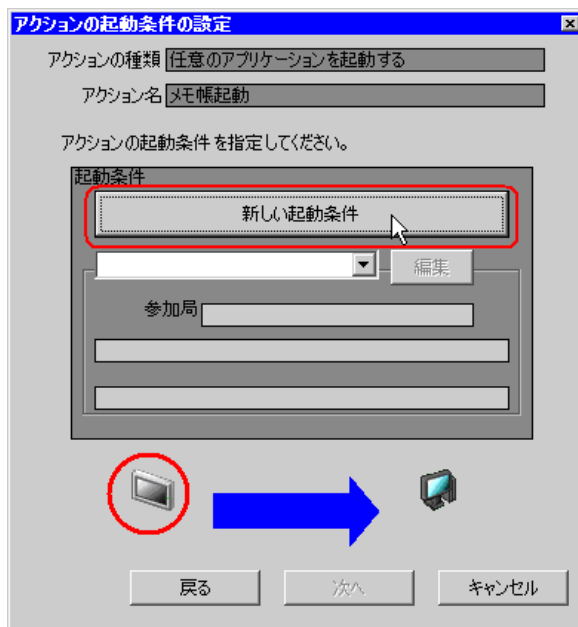 アクションの起動条件の設定
アクションの種類 任意のアプリケーションを起動する
アクション名 メモ帳起動
アクションの起動条件を指定してください。
起動条件
新しい起動条件
編集
参加局
戻る 次へ キャンセル